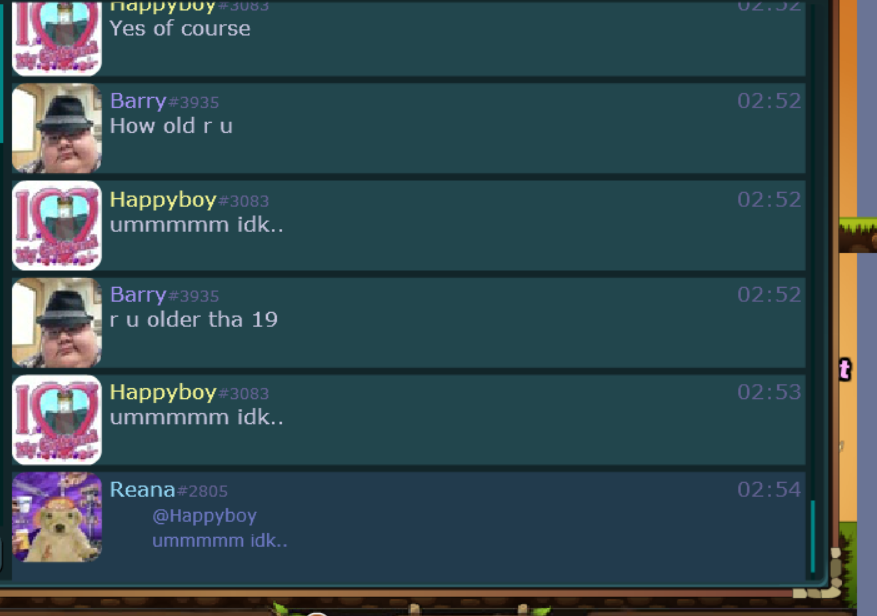 Happyboy#3083 02:52
Yes of course
Barry#3935 02:52
How old r u
Happyboy#3083 02:52
ummmmm idk..
Barry#3935 02:52
r u older tha 19
Happyboy#3083 02:53
ummmmm idk..
Reana#2805 02:54
@Happyboy
ummmmm idk..
t